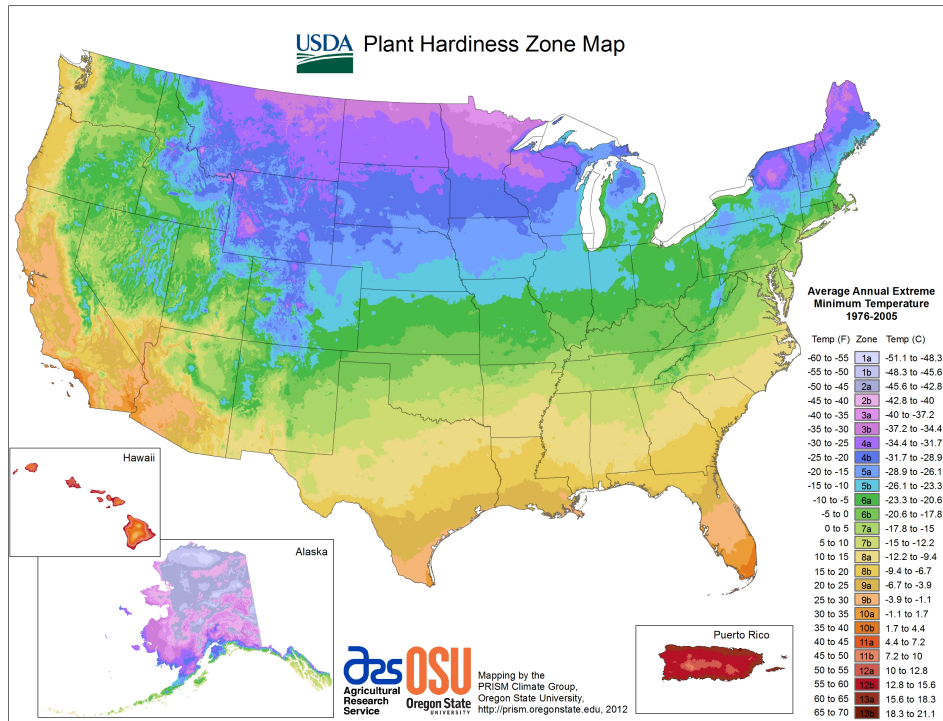 USDA Plant Hardiness Zone Map
Average Annual Extreme
Minimum Temperature
1976-2005
Temp (F) Zone Temp (C)
-60 to -55 1a -51.1 to -48.3
-55 to -50 1b -48.3 to -45.6
-50 to -45 2a -45.6 to -42.8
-45 to -40 2b -42.8 to -40
-40 to -35 3a -40 to -37.2
-35 to -30 3b -37.2 to -34.4
-30 to -25 4a -34.4 to -31.7
-25 to -20 4b -31.7 to -28.9
-20 to -15 5a -28.9 to -26.1
-15 to -10 5b -26.1 to -23.3
-10 to -5 6a -23.3 to -20.6
-5 to 0 6b -20.6 to -17.8
0 to 5 7a -17.8 to -15
5 to 10 7b -15 to -12.2
10 to 15 8a -12.2 to -9.4
15 to 20 8b -9.4 to -6.7
20 to 25 9a -6.7 to -3.9
25 to 30 9b -3.9 to -1.1
30 to 35 10a -1.1 to 1.7
35 to 40 10b 1.7 to 4.4
40 to 45 11a 4.4 to 7.2
45 to 50 11b 7.2 to 10
50 to 55 12a 10 to 12.8
55 to 60 12b 12.8 to 15.6
60 to 65 13a 15.6 to 18.3
65 to 70 13b 18.3 to 21.1
Hawaii
Alaska
Puerto Rico
ars
Agricultural
Research
Service
OSU
Oregon State
UNIVERSITY
Mapping by the
PRISM Climate Group,
Oregon State University,
http://prism.oregonstate.edu, 2012